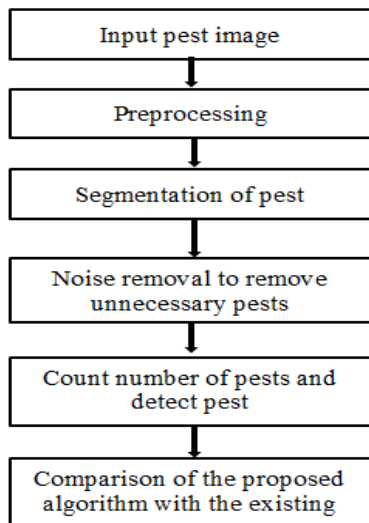 Input pest image
Preprocessing
Segmentation of pest
Noise removal to remove
unnecessary pests
Count number of pests and
detect pest
Comparison of the proposed
algorithm with the existing